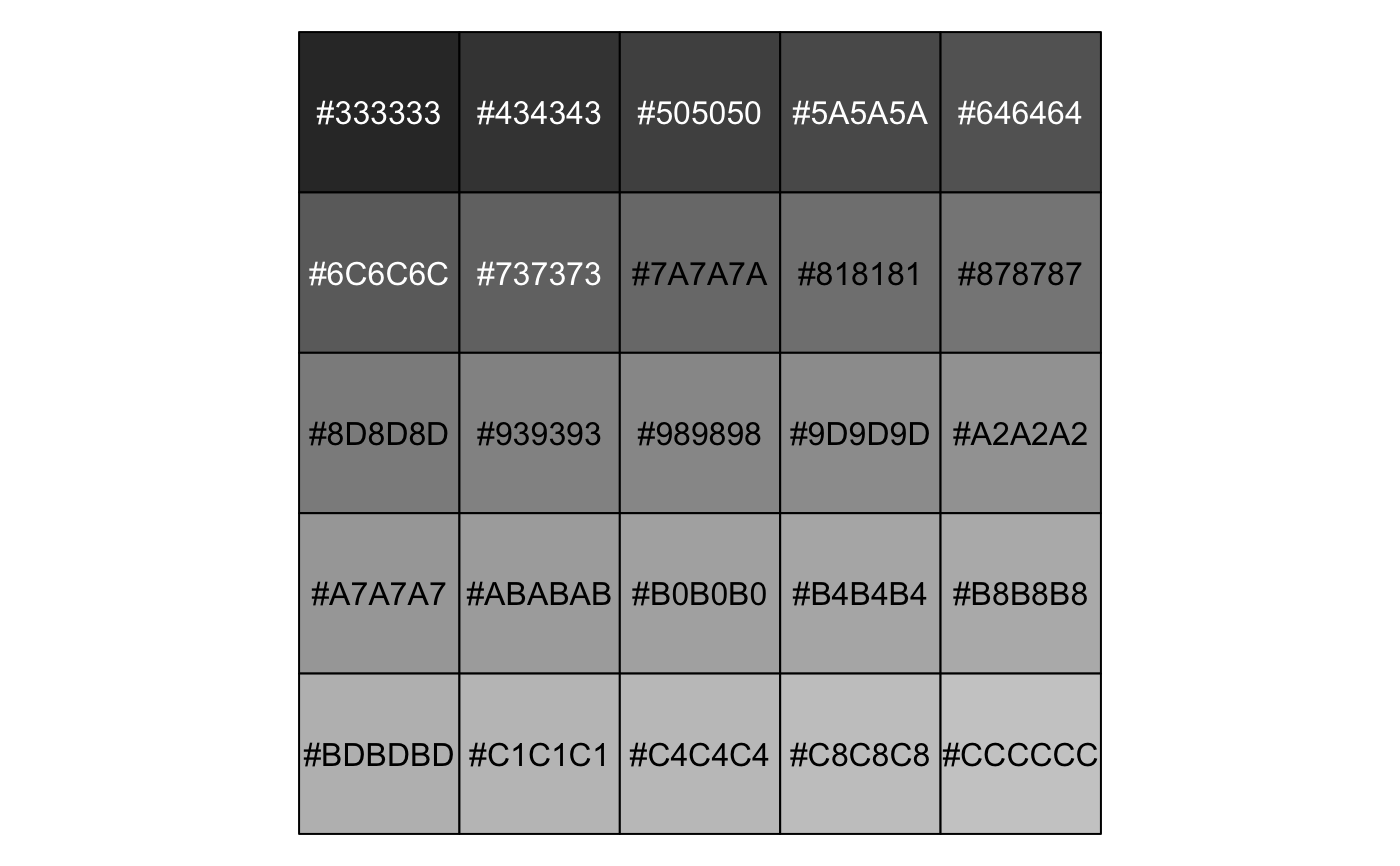 #333333 #434343 #505050 #5A5A5A #646464
#6C6C6C #737373 #7A7A7A #818181 #878787
#8D8D8D #939393 #989898 #9D9D9D #A2A2A2
#A7A7A7 #ABABAB #B0B0B0 #B4B4B4 #B8B8B8
#BDBDBD #C1C1C1 #C4C4C4 #C8C8C8 #CCCCCC